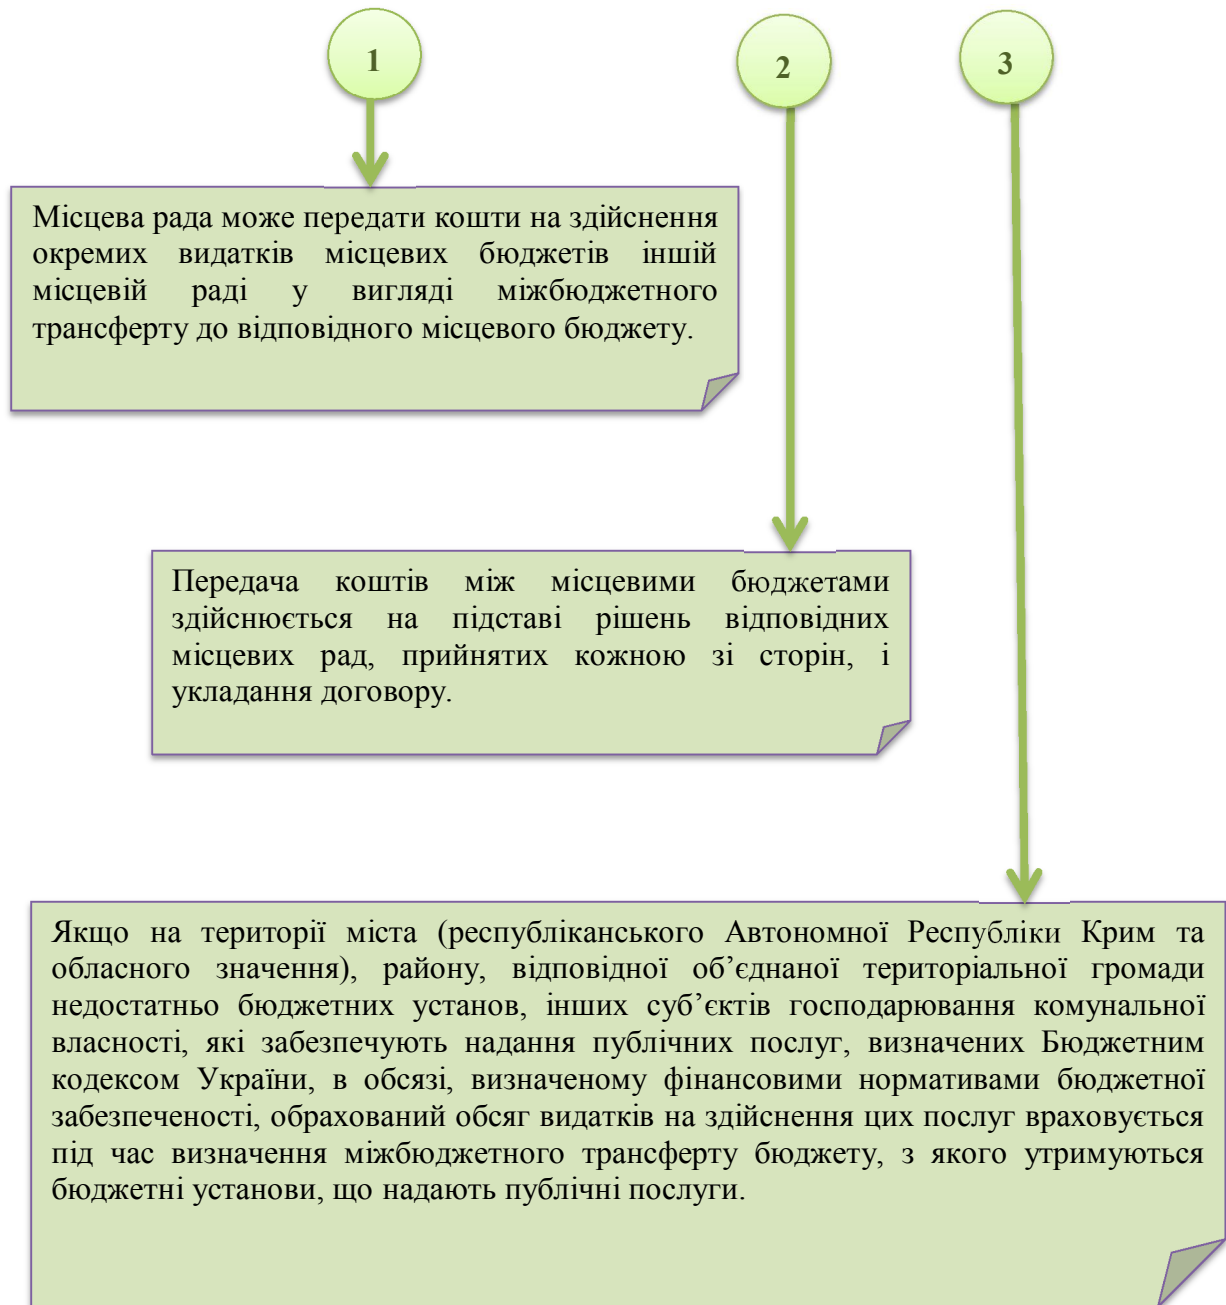 1
2
3
Місцева рада може передати кошти на здійснення
окремих видатків місцевих бюджетів іншій
місцевій раді у вигляді міжбюджетного
трансферту до відповідного місцевого бюджету.
Передача коштів між місцевими бюджетами
здійснюється на підставі рішень відповідних
місцевих рад, прийнятих кожною зі сторін, і
укладання договору.
Якщо на території міста (республіканського Автономної Республіки Крим та
обласного значення), району, відповідної об’єднаної територіальної громади
недостатньо бюджетних установ, інших суб’єктів господарювання комунальної
власності, які забезпечують надання публічних послуг, визначених Бюджетним
кодексом України, в обсязі, визначеному фінансовими нормативами бюджетної
забезпеченості, обрахований обсяг видатків на здійснення цих послуг враховується
під час визначення міжбюджетного трансферту бюджету, з якого утримуються
бюджетні установи, що надають публічні послуги.